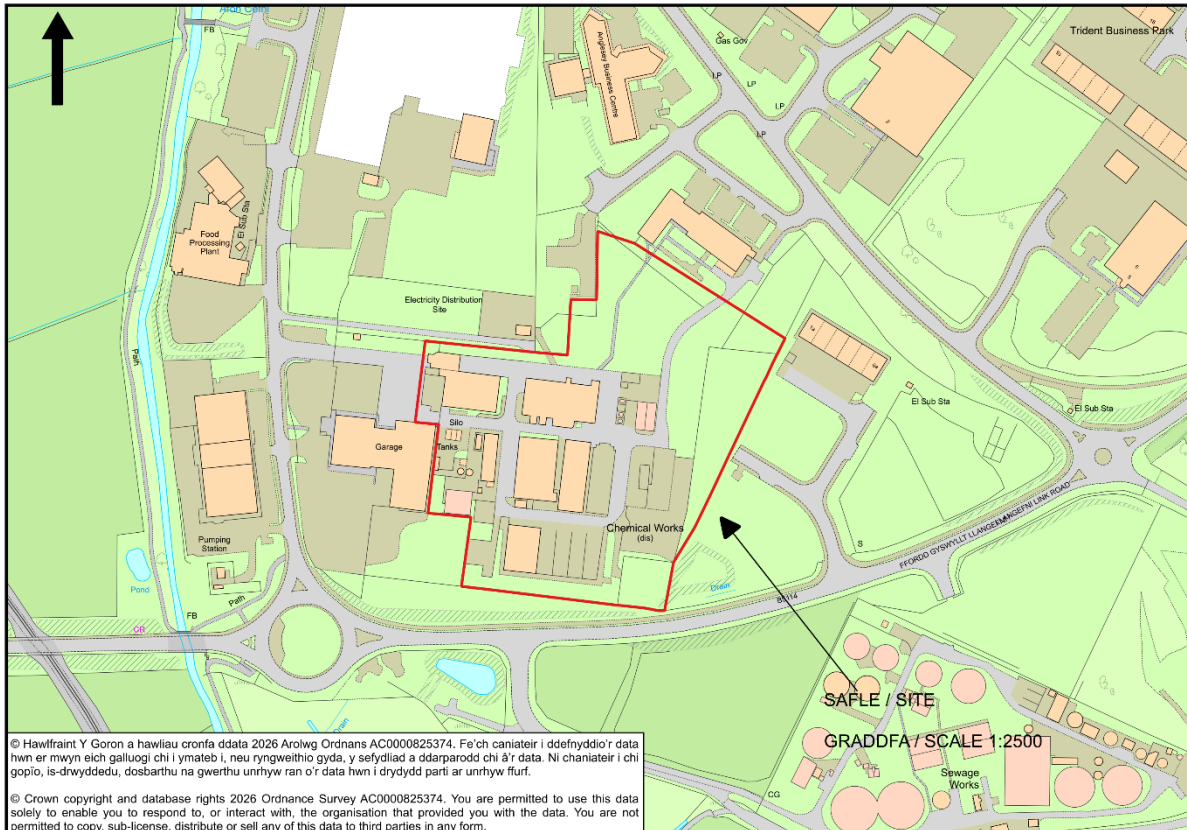 Afon Cefni
FB
Gas Gov
Trident Business Park
Anglesey Business Centre
LP
LP
LP
LP
El Sub Sta
Food
Processing
Plant
Path
Electricity Distribution
Site
Silo
Tanks
Garage
El Sub Sta
El Sub Sta
Chemical Works
(dis)
Pumping
Station
Pond
Path
FB
CR
Drain
B5114
S
FFORDD GYSWYLLT LLANGEFNI
LLANGEFNI LINK ROAD
Drain
SAFLE / SITE
GRADDFA / SCALE 1:2500
Sewage
Works
CG
© Hawlfraint Y Goron a hawliau cronfa ddata 2026 Arolwg Ordnans AC0000825374. Fe'ch caniateir i ddefnyddio'r data
hwn er mwyn eich galluogi chi i ymateb i, neu ryngweithio gyda, y sefydliad a ddarparodd chi â'r data. Ni chaniateir i chi
gopïo, is-drwyddedu, dosbarthu na gwerthu unrhyw ran o'r data hwn i drydydd parti ar unrhyw ffurf.
© Crown copyright and database rights 2026 Ordnance Survey AC0000825374. You are permitted to use this data
solely to enable you to respond to, or interact with, the organisation that provided you with the data. You are not
permitted to copy, sub-license, distribute or sell any of this data to third parties in any form.